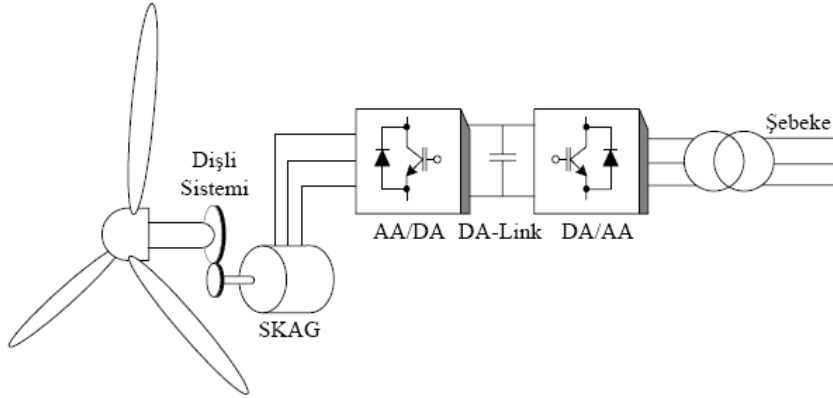 Şebeke
Dişli
Sistemi
AA/DA
DA-Link
DA/AA
SKAG